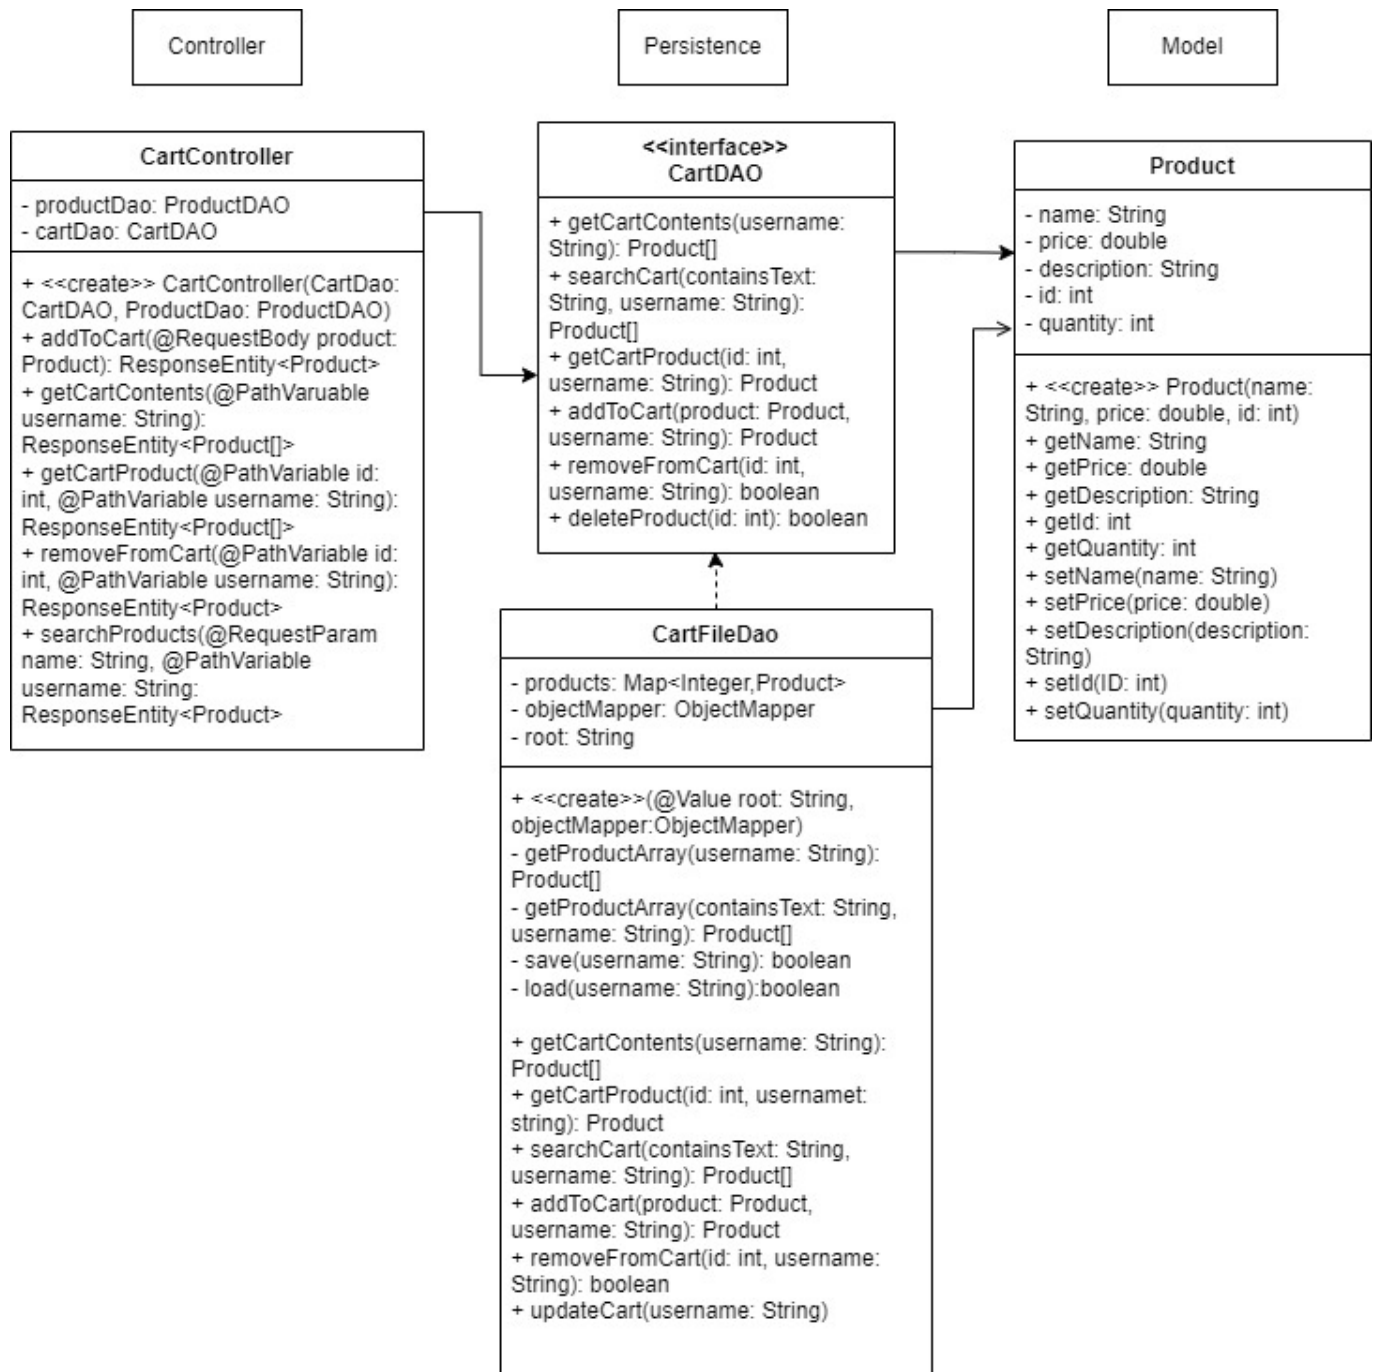 Controller
Persistence
Model
CartController
- productDao: ProductDAO
- cartDao: CartDAO
+ <<create>> CartController(CartDao:
CartDAO, ProductDao: ProductDAO)
+ addToCart(@RequestBody product:
Product): ResponseEntity<Product>
+ getCartContents(@PathVaruable
username: String):
ResponseEntity<Product[]>
+ getCartProduct(@PathVariable id:
int, @PathVariable username: String):
ResponseEntity<Product[]>
+ removeFromCart(@PathVariable id:
int, @PathVariable username: String):
ResponseEntity<Product>
+ searchProducts(@RequestParam
name: String, @PathVariable
username: String:
ResponseEntity<Product>
<<interface>>
CartDAO
+ getCartContents(username:
String): Product[]
+ searchCart(containsText:
String, username: String):
Product[]
+ getCartProduct(id: int,
username: String): Product
+ addToCart(product: Product,
username: String): Product
+ removeFromCart(id: int,
username: String): boolean
+ deleteProduct(id: int): boolean
CartFileDao
- products: Map<Integer,Product>
- objectMapper: ObjectMapper
- root: String
+ <<create>>(@Value root: String,
objectMapper:ObjectMapper)
- getProductArray(username: String):
Product[]
- getProductArray(containsText: String,
username: String): Product[]
- save(username: String): boolean
- load(username: String):boolean
+ getCartContents(username: String):
Product[]
+ getCartProduct(id: int, usernamet:
string): Product
+ searchCart(containsText: String,
username: String): Product[]
+ addToCart(product: Product,
username: String): Product
+ removeFromCart(id: int, username:
String): boolean
+ updateCart(username: String)
Product
- name: String
- price: double
- description: String
- id: int
- quantity: int
+ <<create>> Product(name:
String, price: double, id: int)
+ getName: String
+ getPrice: double
+ getDescription: String
+ getId: int
+ getQuantity: int
+ setName(name: String)
+ setPrice(price: double)
+ setDescription(description:
String)
+ setId(ID: int)
+ setQuantity(quantity: int)